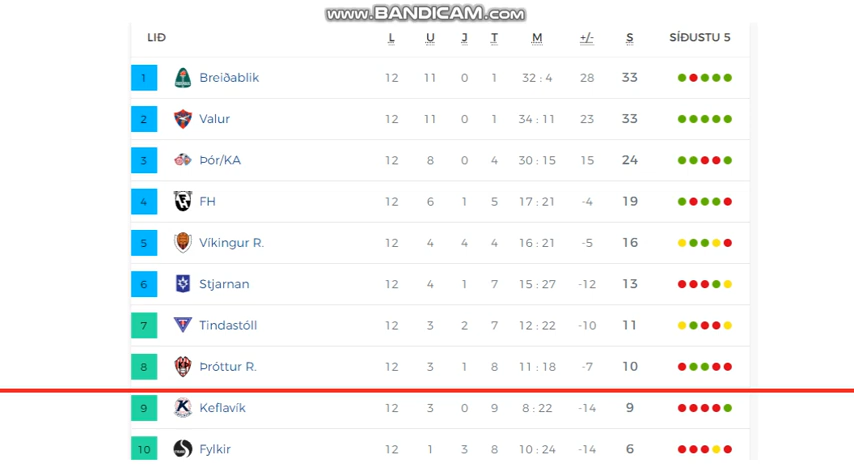 www.BANDICAM.com
LIÐ L U J T M +/- S SÍÐUSTU 5
1 Breiðablik 12 11 0 1 32 : 4 28 33
2 Valur 12 11 0 1 34 : 11 23 33
3 Þór/KA 12 8 0 4 30 : 15 15 24
4 FH 12 6 1 5 17 : 21 -4 19
5 Víkingur R. 12 4 4 4 16 : 21 -5 16
6 Stjarnan 12 4 1 7 15 : 27 -12 13
7 Tindastóll 12 3 2 7 12 : 22 -10 11
8 Þróttur R. 12 3 1 8 11 : 18 -7 10
9 Keflavík 12 3 0 9 8 : 22 -14 9
10 Fylkir 12 1 3 8 10 : 24 -14 6